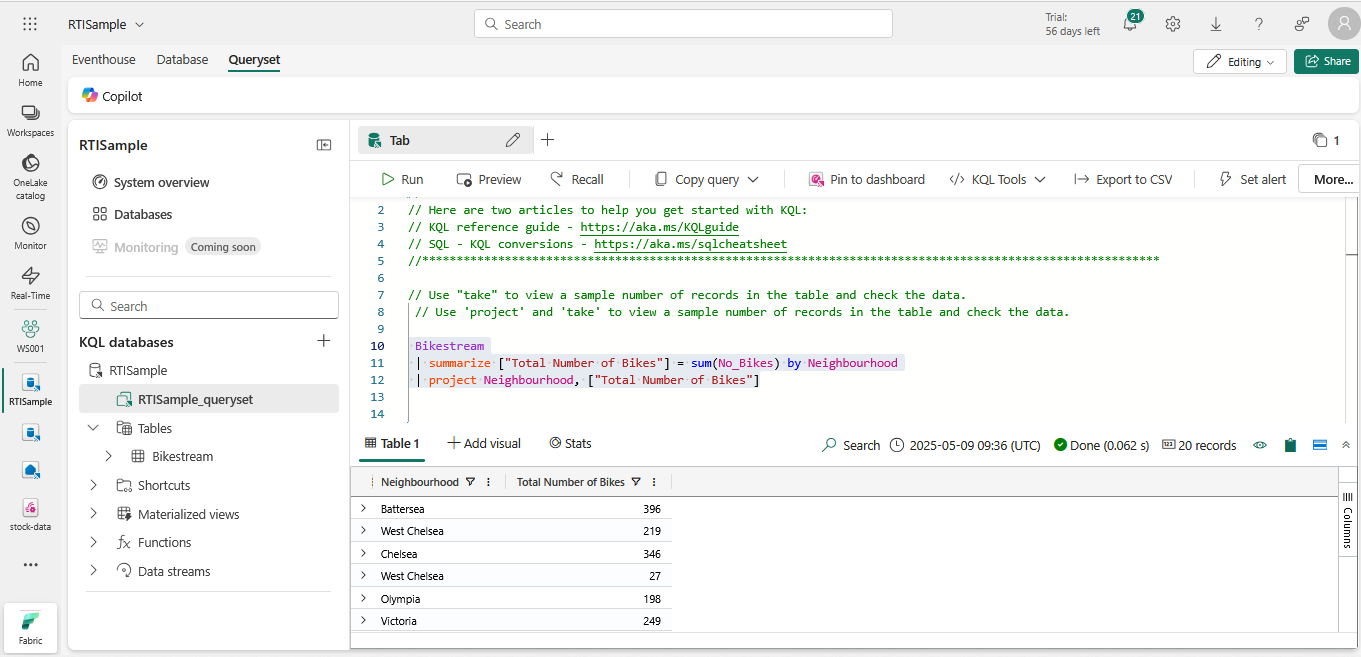 RTISample
Search
Trial:
56 days left
21
Home
Workspaces
OneLake
catalog
Monitor
Real-Time
WS001
RTISample
stock-data
Fabric
Eventhouse Database Queryset
Editing
Share
Copilot
RTISample
System overview
Databases
Monitoring Coming soon
Search
KQL databases
RTISample
RTISample_queryset
Tables
Bikestream
Shortcuts
Materialized views
Functions
Data streams
Tab
1
Run Preview Recall Copy query Pin to dashboard KQL Tools Export to CSV Set alert More...
2 // Here are two articles to help you get started with KQL:
3 // KQL reference guide - https://aka.ms/KQLguide
4 // SQL - KQL conversions - https://aka.ms/sqlcheatsheet
5 //***********************************************************************************************************
6
7 // Use "take" to view a sample number of records in the table and check the data.
8 // Use 'project' and 'take' to view a sample number of records in the table and check the data.
9
10 Bikestream
11 | summarize ["Total Number of Bikes"] = sum(No_Bikes) by Neighbourhood
12 | project Neighbourhood, ["Total Number of Bikes"]
13
14
Table 1 Add visual Stats Search 2025-05-09 09:36 (UTC) Done (0.062 s) 20 records
Neighbourhood Total Number of Bikes
Battersea 396
West Chelsea 219
Chelsea 346
West Chelsea 27
Olympia 198
Victoria 249
Columns